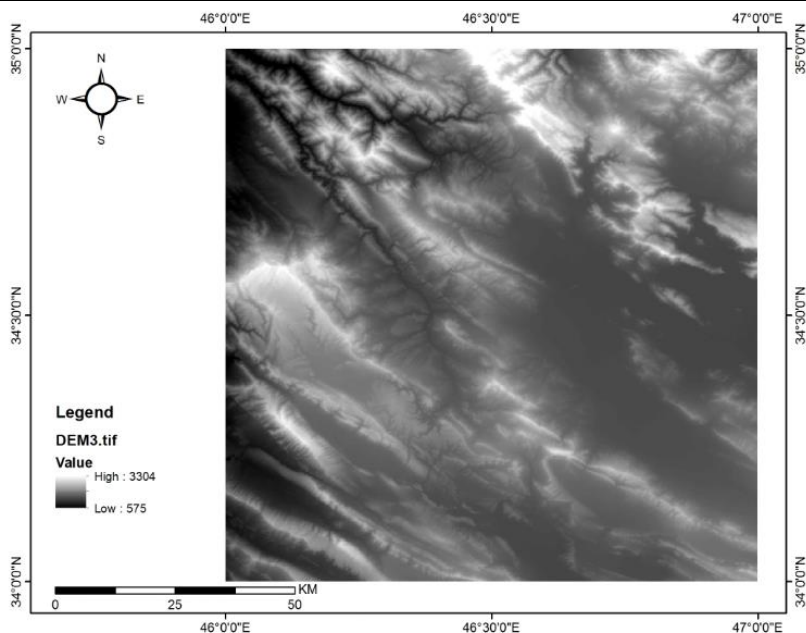 46°0'0"E 46°30'0"E 47°0'0"E
35°0'0"N 35°0'0"N
N
W E
S
34°30'0"N 34°30'0"N
Legend
DEM3.tif
Value
High : 3304
Low : 575
34°0'0"N 34°0'0"N
KM
0 25 50
46°0'0"E 46°30'0"E 47°0'0"E